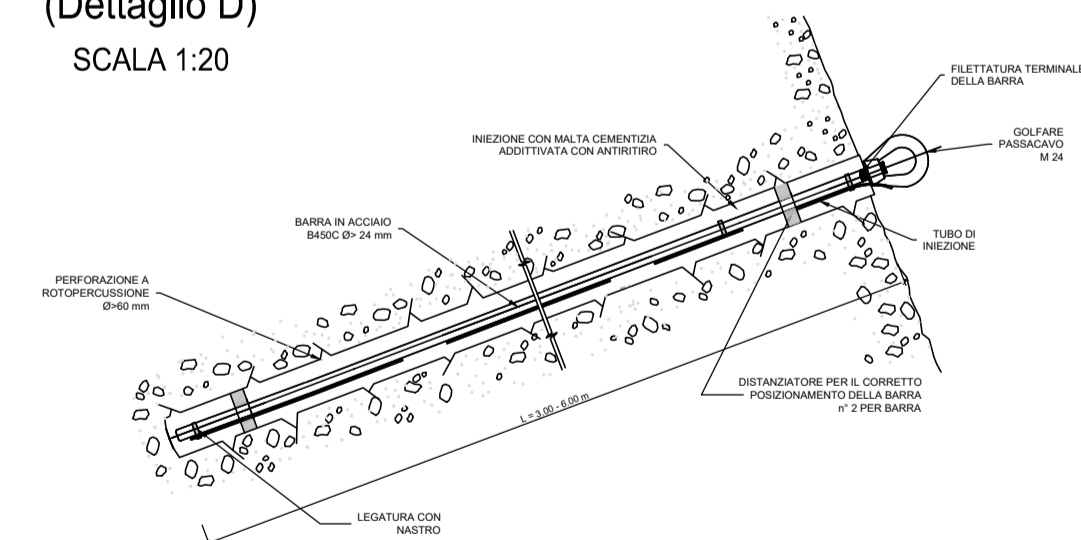 (Dettaglio D)
SCALA 1:20
FILETTATURA TERMINALE
DELLA BARRA
GOLFARE
PASSACAVO
M 24
INIEZIONE CON MALTA CEMENTIZIA
ADDITTIVATA CON ANTIRITIRO
BARRA IN ACCIAIO
B450C Ø> 24 mm
TUBO DI
INIEZIONE
PERFORAZIONE A
ROTOPERCUSSIONE
Ø>60 mm
DISTANZIATORE PER IL CORRETTO
POSIZIONAMENTO DELLA BARRA
n° 2 PER BARRA
L = 3.00 - 6.00 m
LEGATURA CON
NASTRO